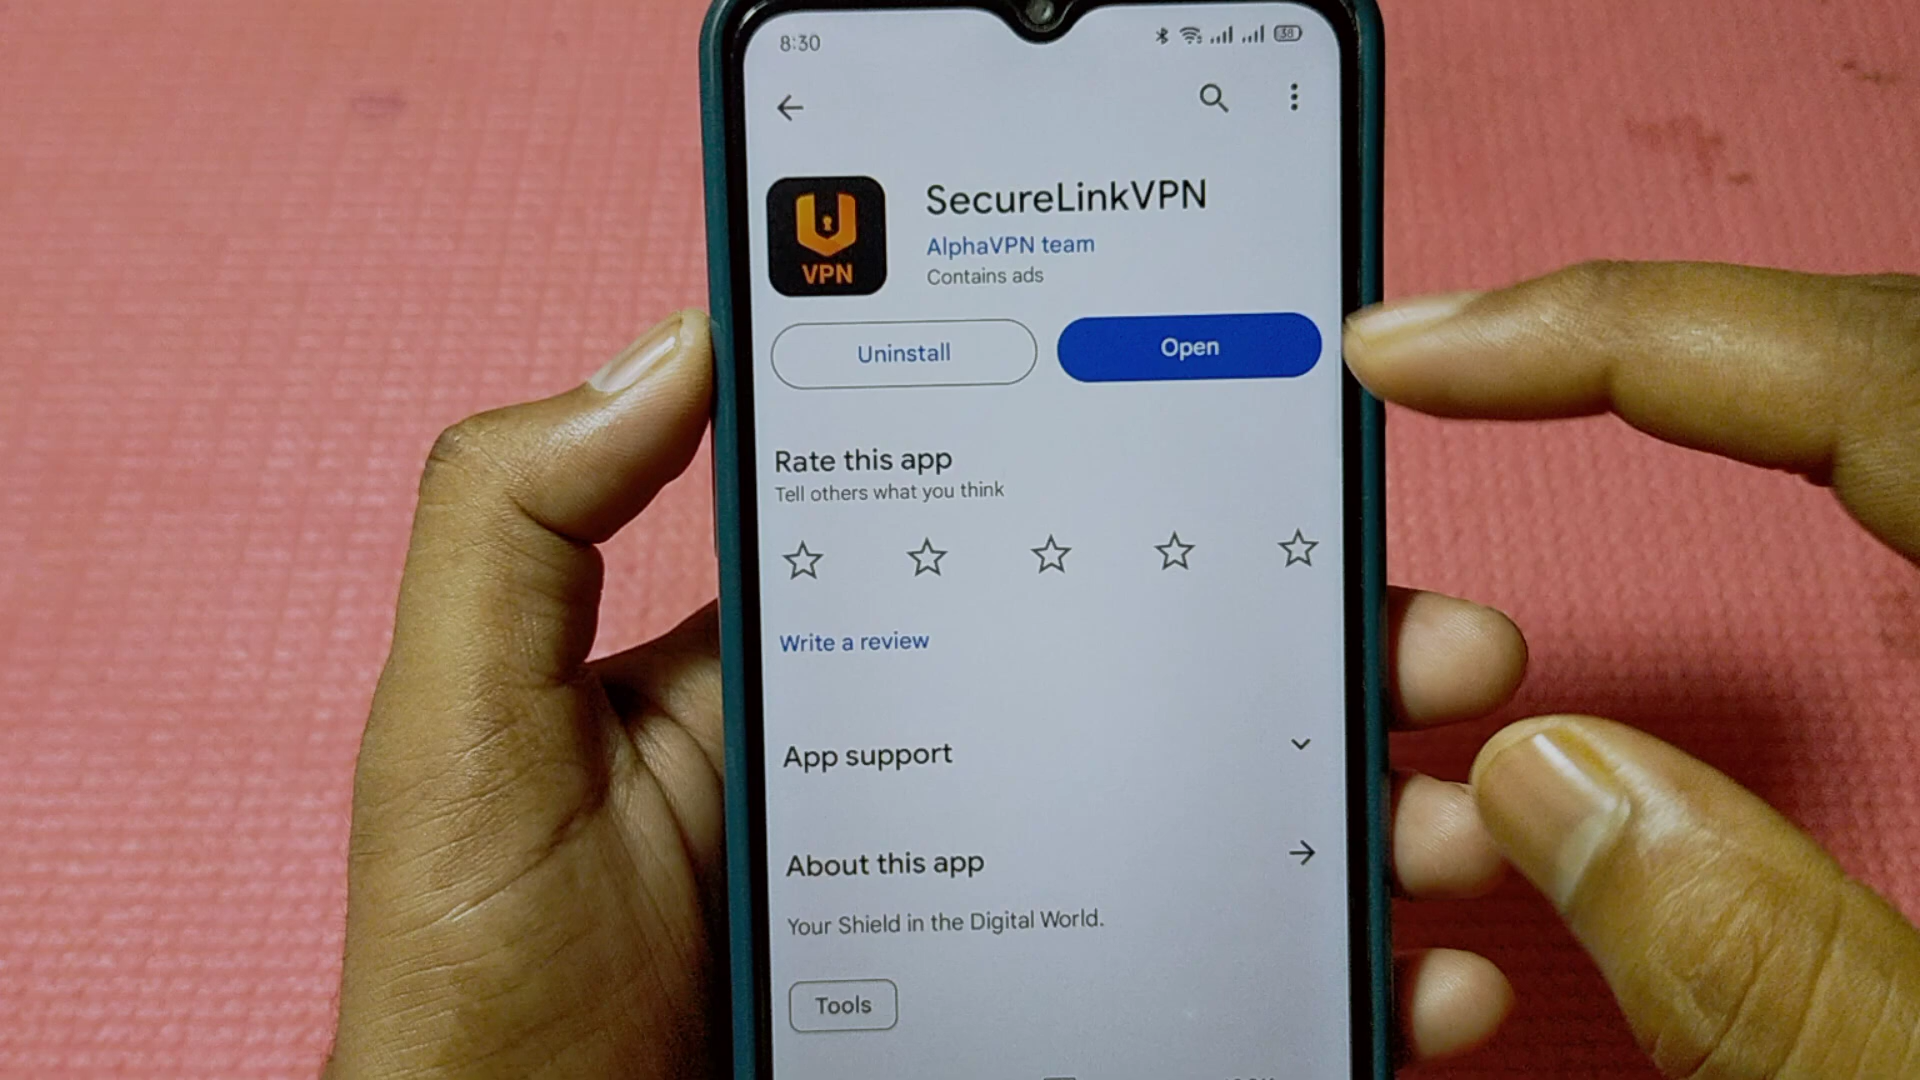 8:30
38
SecureLinkVPN
VPN
AlphaVPN team
Contains ads
Uninstall
Open
Rate this app
Tell others what you think
Write a review
App support
About this app
Your Shield in the Digital World.
Tools